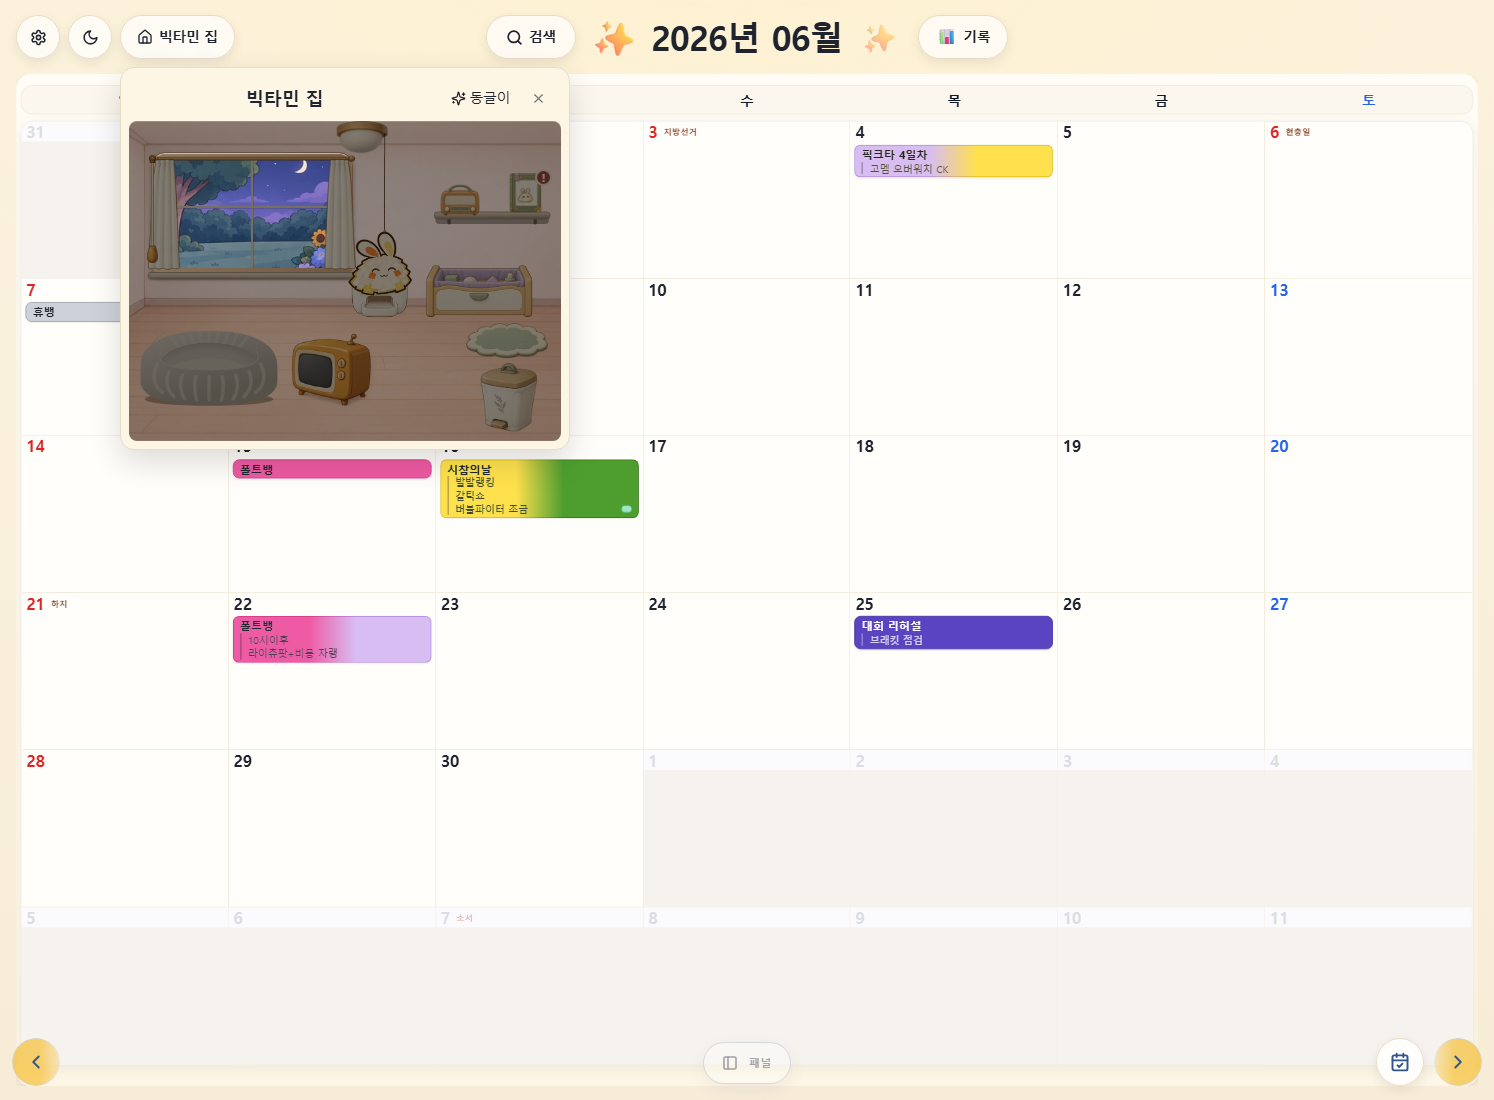 빅타민 집
검색
2026년 06월
기록
빅타민 집
동글이
수
목
금
토
31
3 지방선거
4
5
6 현충일
픽크타 4일차
고멤 오버워치 CK
7
10
11
12
13
휴뱅
14
17
18
19
20
폴트뱅
시참의날
발발랭킹
갈틱쇼
버블파이터 조금
21 하지
22
23
24
25
26
27
폴트뱅
10시이후
라이츄팟+비용 자랭
대회 리허설
브래킷 점검
28
29
30
1
2
3
4
5
6
7 소서
8
9
10
11
패널